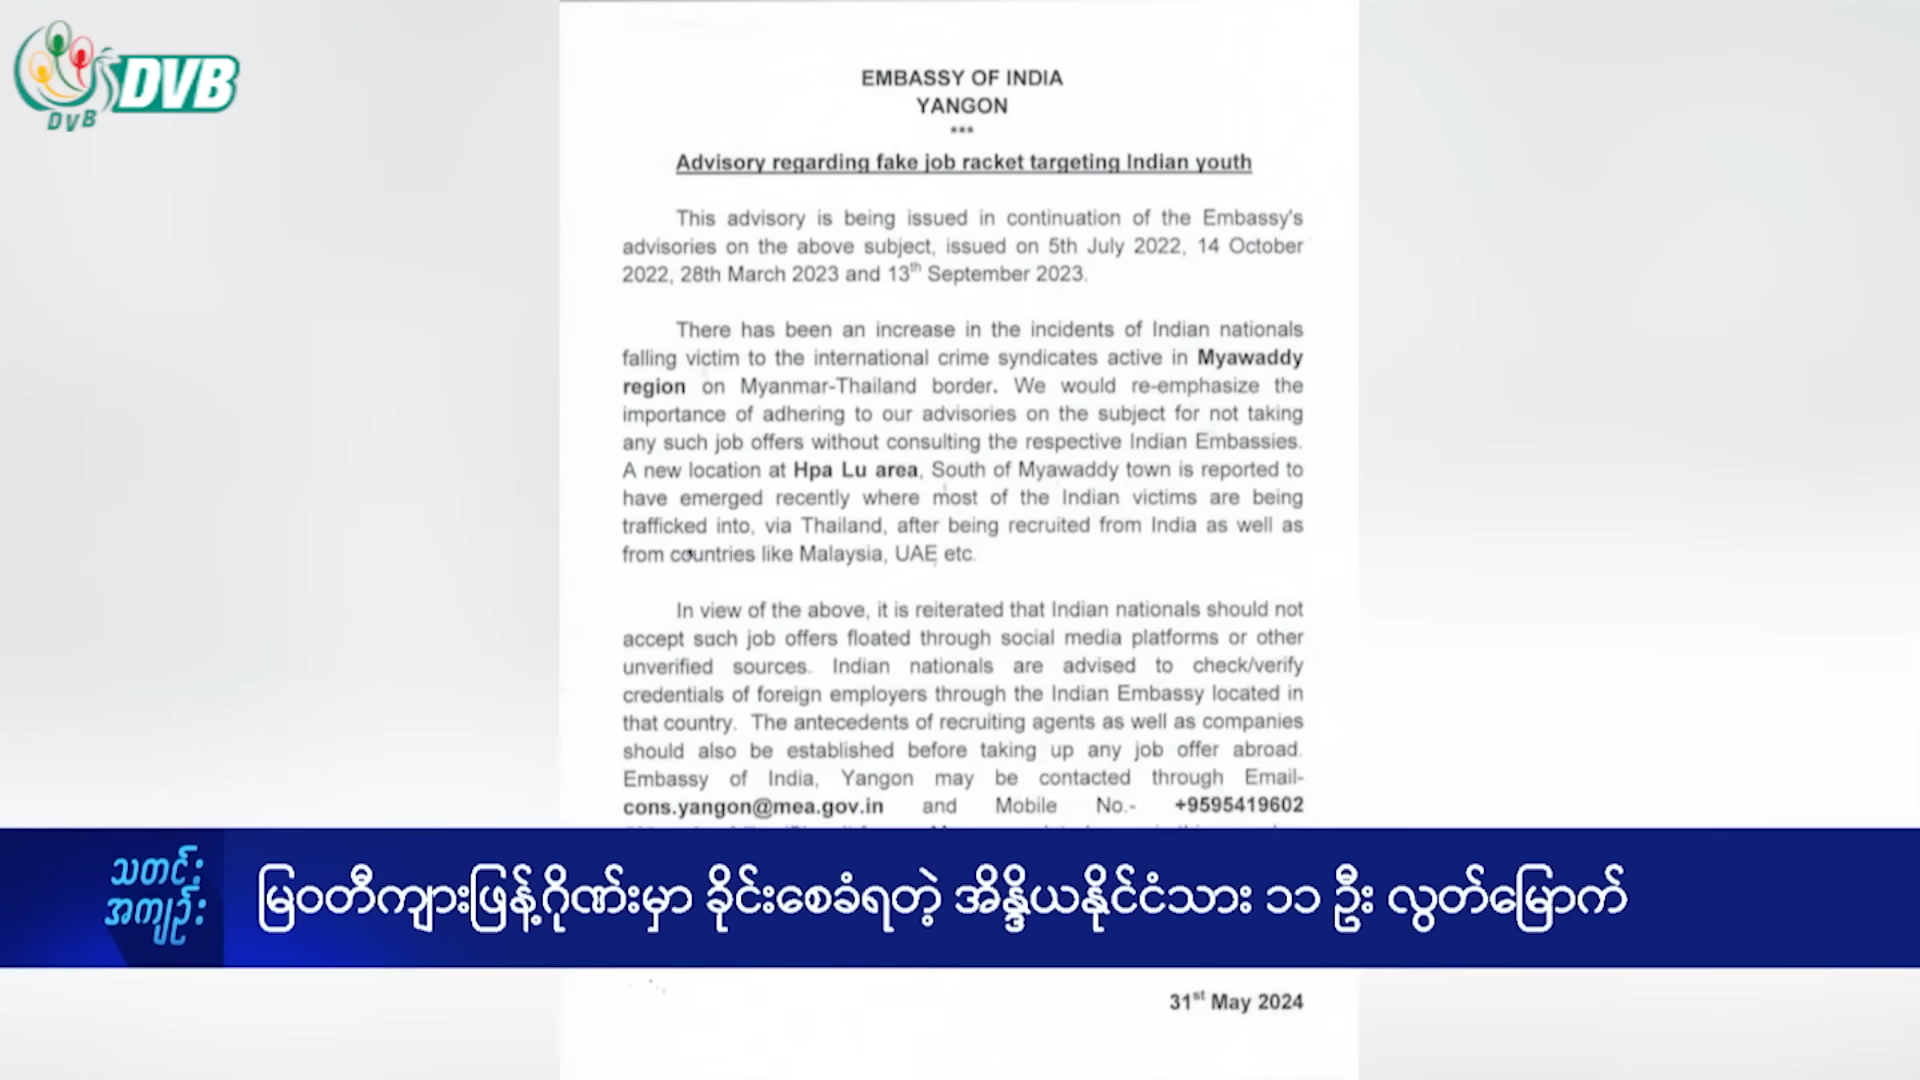 DVB
DVB
EMBASSY OF INDIA
YANGON
***
Advisory regarding fake job racket targeting Indian youth
This advisory is being issued in continuation of the Embassy's
advisories on the above subject, issued on 5th July 2022, 14 October
2022, 28th March 2023 and 13th September 2023.
There has been an increase in the incidents of Indian nationals
falling victim to the international crime syndicates active in Myawaddy
region on Myanmar-Thailand border. We would re-emphasize the
importance of adhering to our advisories on the subject for not taking
any such job offers without consulting the respective Indian Embassies.
A new location at Hpa Lu area, South of Myawaddy town is reported to
have emerged recently where most of the Indian victims are being
trafficked into, via Thailand, after being recruited from India as well as
from countries like Malaysia, UAE etc.
In view of the above, it is reiterated that Indian nationals should not
accept such job offers floated through social media platforms or other
unverified sources. Indian nationals are advised to check/verify
credentials of foreign employers through the Indian Embassy located in
that country. The antecedents of recruiting agents as well as companies
should also be established before taking up any job offer abroad.
Embassy of India, Yangon may be contacted through Email-
cons.yangon@mea.gov.in and Mobile No.- +9595419602
သတင်း
အကျဉ်း
မြဝတီကျားဖြန့်ဂိုဏ်းမှာ ခိုင်းစေခံရတဲ့ အိန္ဒိယနိုင်ငံသား ၁၁ ဦး လွတ်မြောက်
31st May 2024